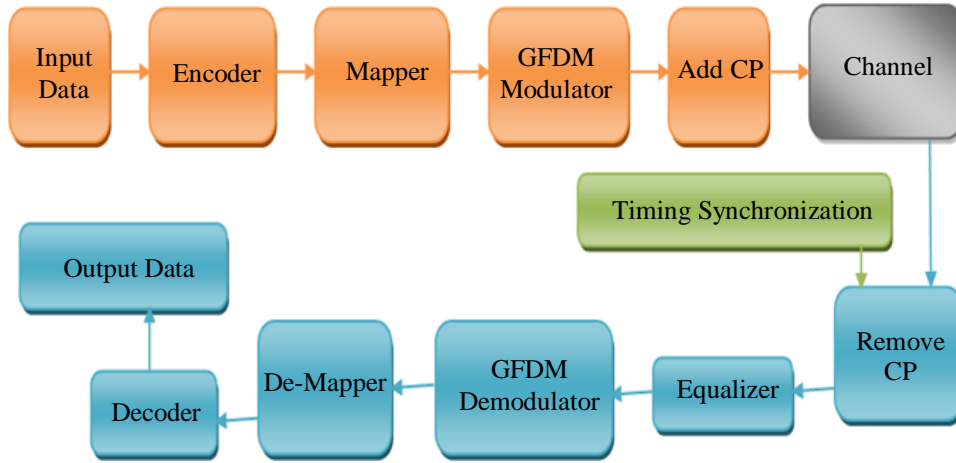 Input
Data
Encoder
Mapper
GFDM
Modulator
Add CP
Channel
Timing Synchronization
Output Data
Remove
CP
Equalizer
GFDM
Demodulator
De-Mapper
Decoder